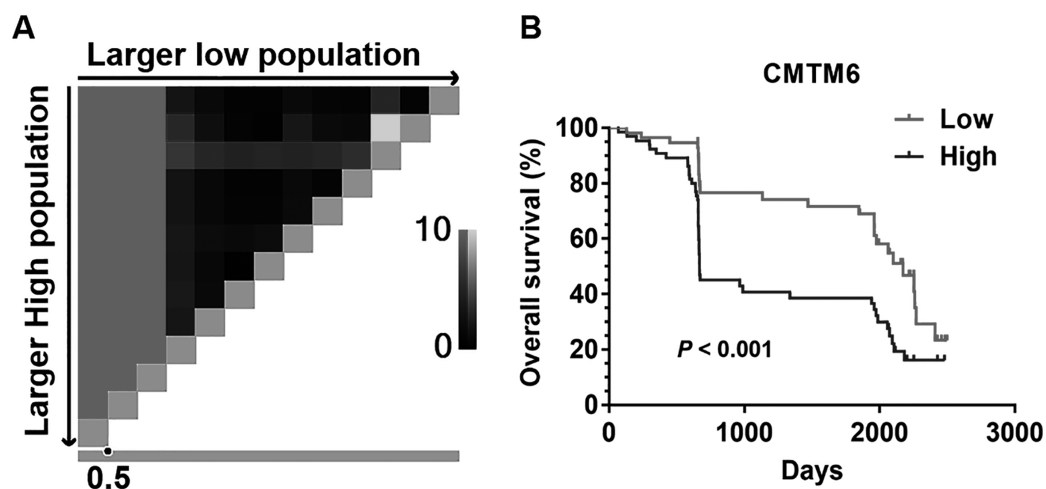 A
Larger low population
Larger High population
10
0
0.5
B
CMTM6
Low
High
Overall survival (%)
100
80
60
40
20
0
P < 0.001
0 1000 2000 3000
Days